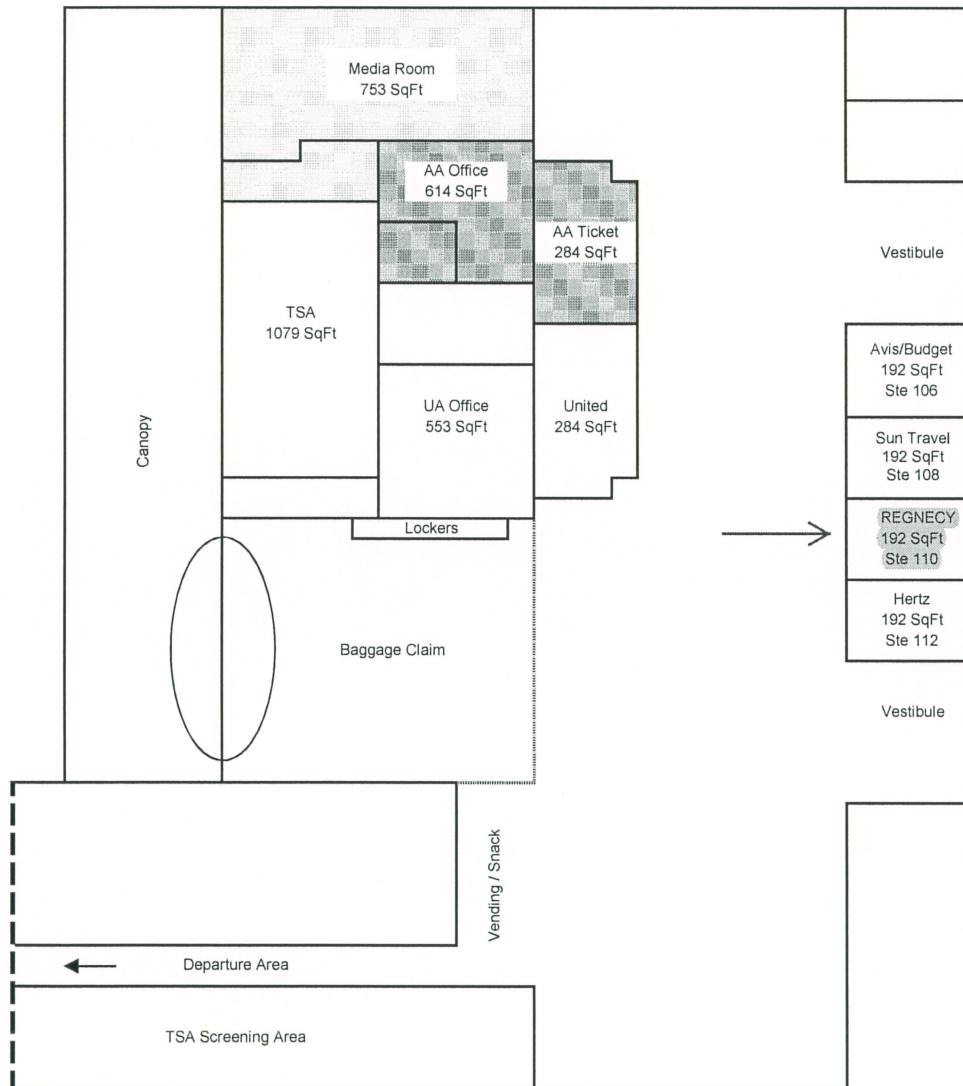 Media Room
753 SqFt
AA Office
614 SqFt
AA Ticket
284 SqFt
Vestibule
TSA
1079 SqFt
Avis/Budget
192 SqFt
Ste 106
Canopy
UA Office
553 SqFt
United
284 SqFt
Sun Travel
192 SqFt
Ste 108
Lockers
REGNECY
192 SqFt
Ste 110
Hertz
192 SqFt
Ste 112
Baggage Claim
Vestibule
Vending / Snack
Departure Area
TSA Screening Area